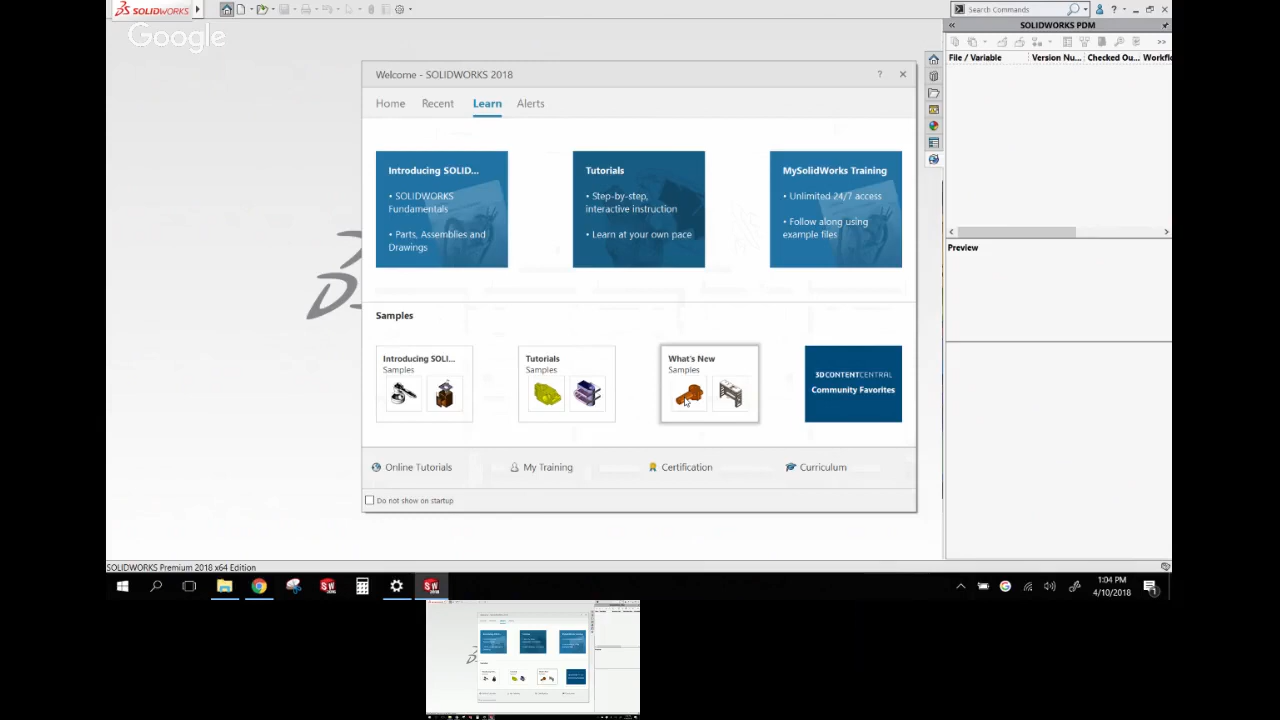 SOLIDWORKS
Search Commands
Google
SOLIDWORKS PDM
File / Variable Version Nu... Checked Ou... Workflo
Preview
Welcome - SOLIDWORKS 2018
Home Recent Learn Alerts
Introducing SOLID...
• SOLIDWORKS
Fundamentals
• Parts, Assemblies and
Drawings
Tutorials
• Step-by-step,
interactive instruction
• Learn at your own pace
MySolidWorks Training
• Unlimited 24/7 access
• Follow along using
example files
Samples
Introducing SOLI...
Samples
Tutorials
Samples
What's New
Samples
3DCONTENTCENTRAL
Community Favorites
Online Tutorials
My Training
Certification
Curriculum
Do not show on startup
SOLIDWORKS Premium 2018 x64 Edition
1:04 PM
4/10/2018